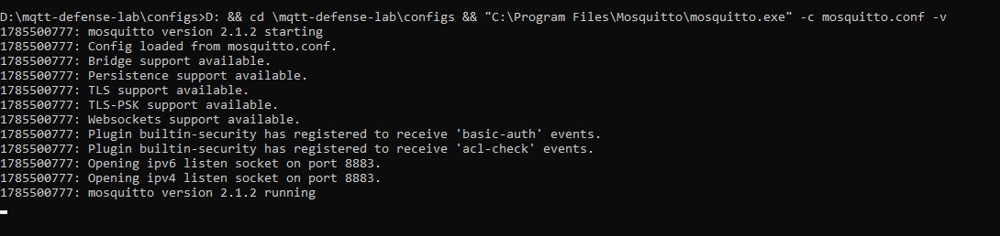 D:\mqtt-defense-lab\configs>D: && cd \mqtt-defense-lab\configs && "C:\Program Files\Mosquitto\mosquitto.exe" -c mosquitto.conf -v
1785500777: mosquitto version 2.1.2 starting
1785500777: Config loaded from mosquitto.conf.
1785500777: Bridge support available.
1785500777: Persistence support available.
1785500777: TLS support available.
1785500777: TLS-PSK support available.
1785500777: Websockets support available.
1785500777: Plugin builtin-security has registered to receive 'basic-auth' events.
1785500777: Plugin builtin-security has registered to receive 'acl-check' events.
1785500777: Opening ipv6 listen socket on port 8883.
1785500777: Opening ipv4 listen socket on port 8883.
1785500777: mosquitto version 2.1.2 running